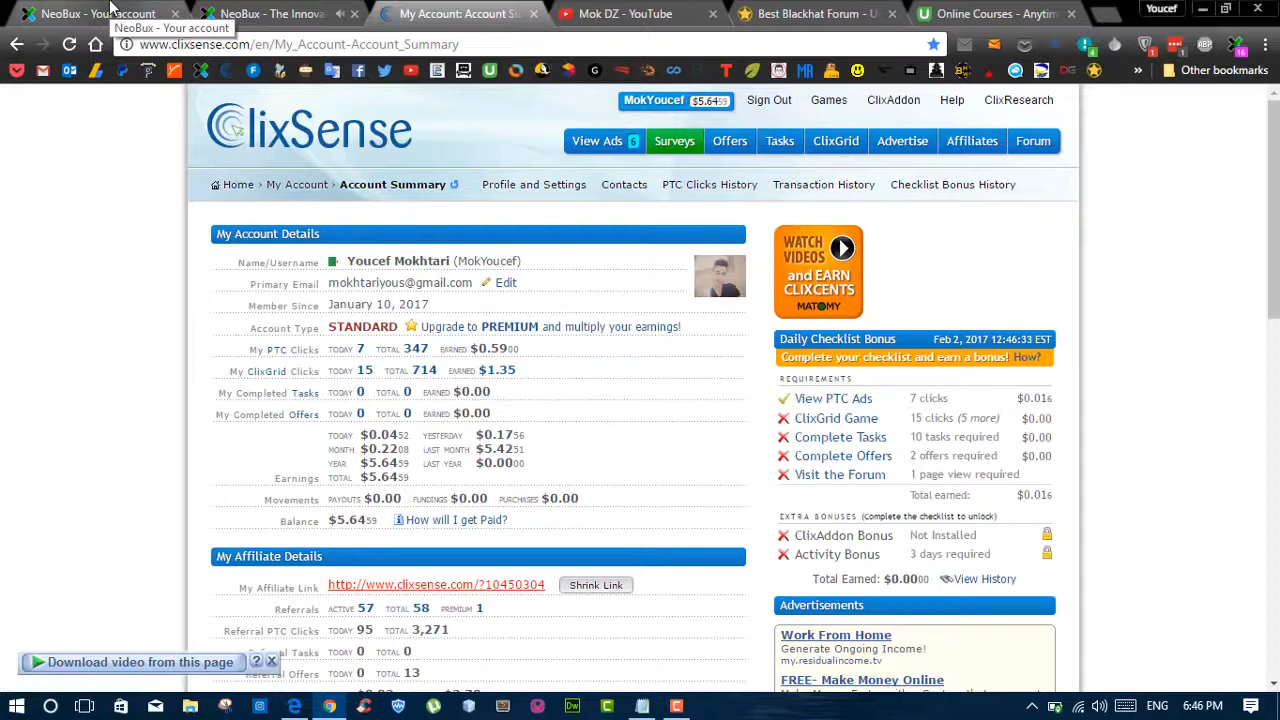 NeoBux - Your account
NeoBux - The Innova
My Account: Account Su
Mok DZ - YouTube
Best Blackhat Forum - U
Online Courses - Anytim
Youcef
NeoBux - Your account
www.clixsense.com/en/My_Account-Account_Summary
Other bookmarks
MokYoucef $5.6459
Sign Out
Games
ClixAddon
Help
ClixResearch
ClixSense
View Ads 6
Surveys
Offers
Tasks
ClixGrid
Advertise
Affiliates
Forum
Home › My Account › Account Summary
Profile and Settings
Contacts
PTC Clicks History
Transaction History
Checklist Bonus History
My Account Details
Name/Username Youcef Mokhtari (MokYoucef)
Primary Email mokhtariyous@gmail.com Edit
Member Since January 10, 2017
Account Type STANDARD Upgrade to PREMIUM and multiply your earnings!
My PTC Clicks TODAY 7 TOTAL 347 EARNED $0.5900
My ClixGrid Clicks TODAY 15 TOTAL 714 EARNED $1.35
My Completed Tasks TODAY 0 TOTAL 0 EARNED $0.00
My Completed Offers TODAY 0 TOTAL 0 EARNED $0.00
TODAY $0.0452 YESTERDAY $0.1756
MONTH $0.2208 LAST MONTH $5.4251
YEAR $5.6459 LAST YEAR $0.0000
Earnings TOTAL $5.6459
Movements PAYOUTS $0.00 FUNDINGS $0.00 PURCHASES $0.00
Balance $5.6459 How will I get Paid?
My Affiliate Details
My Affiliate Link http://www.clixsense.com/?10450304 Shrink Link
Referrals ACTIVE 57 TOTAL 58 PREMIUM 1
Referral PTC Clicks TODAY 95 TOTAL 3,271
Referral Tasks TODAY 0 TOTAL 0
Referral Offers TODAY 0 TOTAL 13
WATCH
VIDEOS
and EARN
CLIXCENTS
MATOMY
Daily Checklist Bonus Feb 2, 2017 12:46:33 EST
Complete your checklist and earn a bonus! How?
REQUIREMENTS
View PTC Ads 7 clicks $0.016
ClixGrid Game 15 clicks (5 more) $0.00
Complete Tasks 10 tasks required $0.00
Complete Offers 2 offers required $0.00
Visit the Forum 1 page view required
Total earned: $0.016
EXTRA BONUSES (Complete the checklist to unlock)
ClixAddon Bonus Not Installed
Activity Bonus 3 days required
Total Earned: $0.0000 View History
Advertisements
Work From Home
Generate Ongoing Income!
my.residualincome.tv
FREE- Make Money Online
Download video from this page ?
ENG 6:46 PM